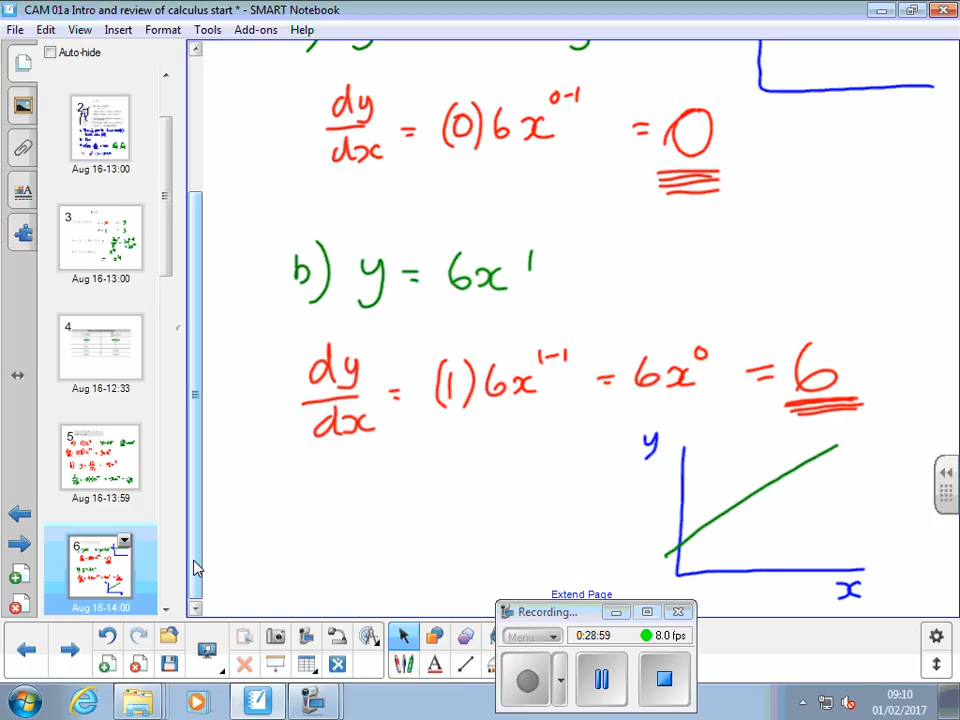 CAM 01a Intro and review of calculus start * - SMART Notebook
File Edit View Insert Format Tools Add-ons Help
Auto-hide
2
Aug 16-13:00
3
Aug 16-13:00
4
Aug 16-12:33
5
Aug 16-13:59
6
Aug 16-14:00
dy/dx = (0)6x^0-1 = 0
b) y = 6x^1
dy/dx = (1)6x^1-1 = 6x^0 = 6
y
x
Extend Page
Recording...
Menu
0:28:59
8.0 fps
09:10
01/02/2017